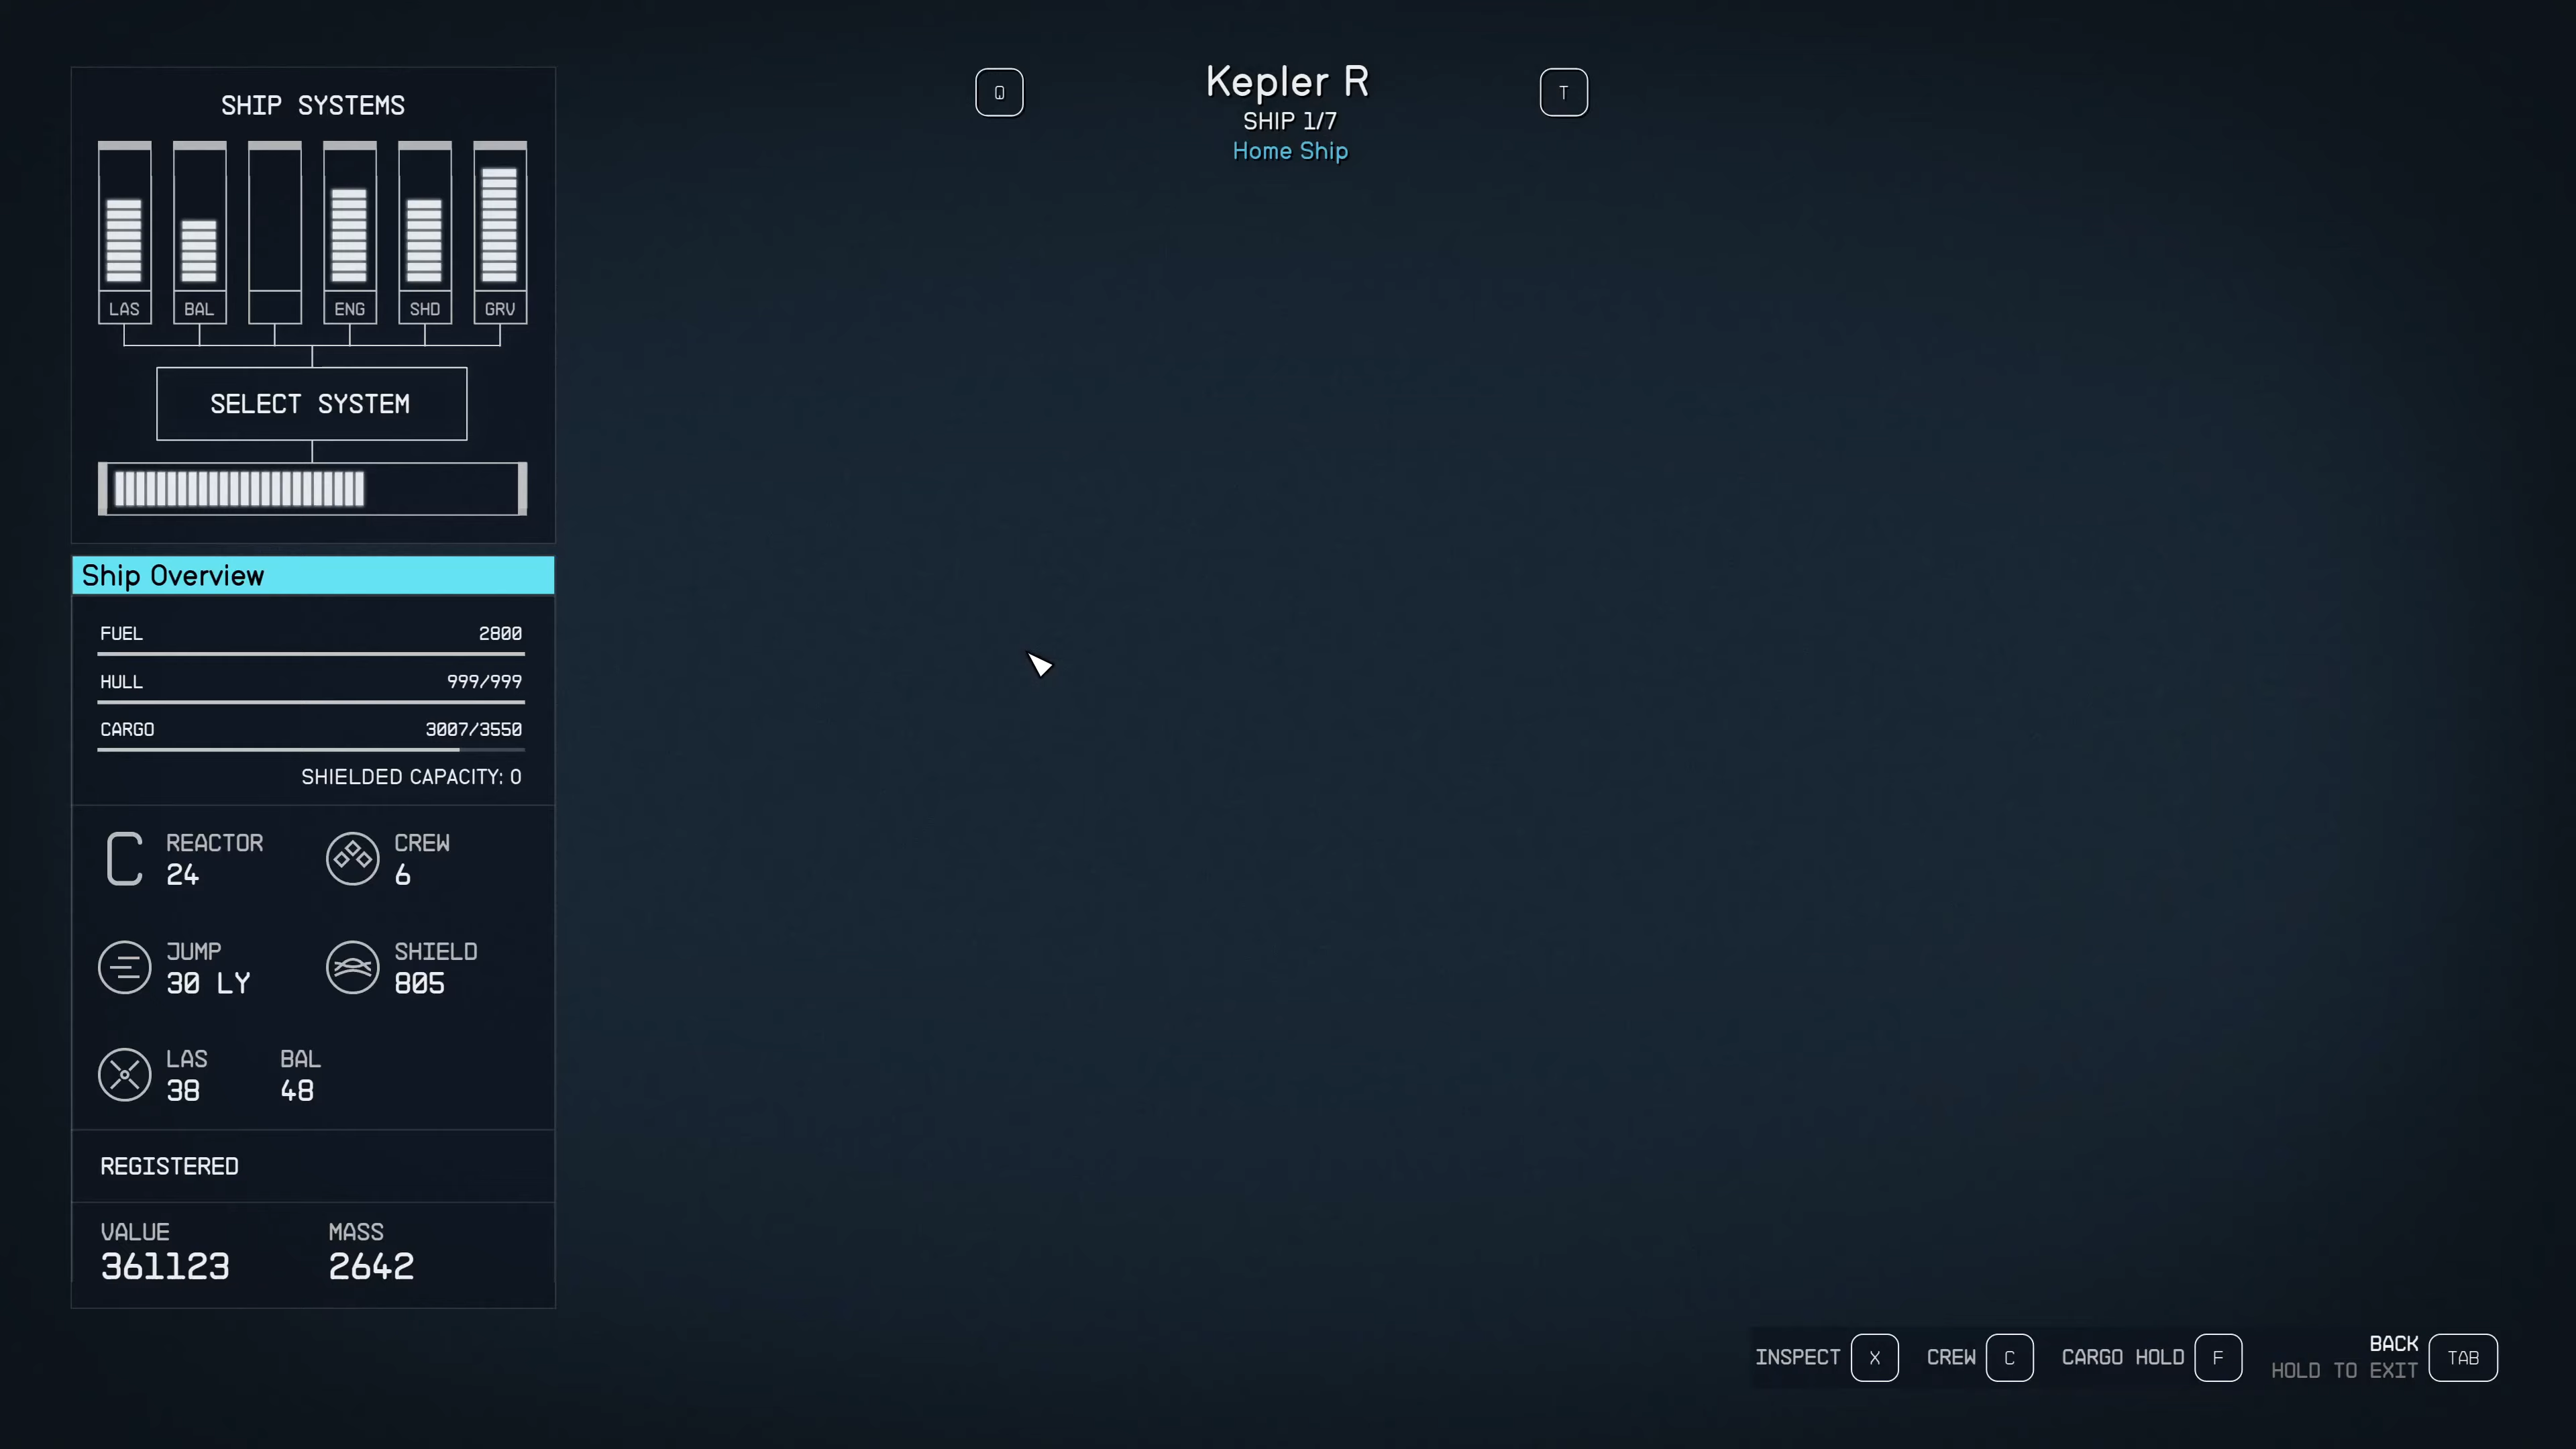 SHIP SYSTEMS
LAS BAL ENG SHD GRV
SELECT SYSTEM
Q
Kepler R
T
SHIP 1/7
Home Ship
Ship Overview
FUEL 2800
HULL 999/999
CARGO 3007/3550
SHIELDED CAPACITY: 0
C REACTOR CREW
24 6
JUMP SHIELD
30 LY 805
LAS BAL
38 48
REGISTERED
VALUE MASS
361123 2642
INSPECT X CREW C CARGO HOLD F BACK TAB
HOLD TO EXIT